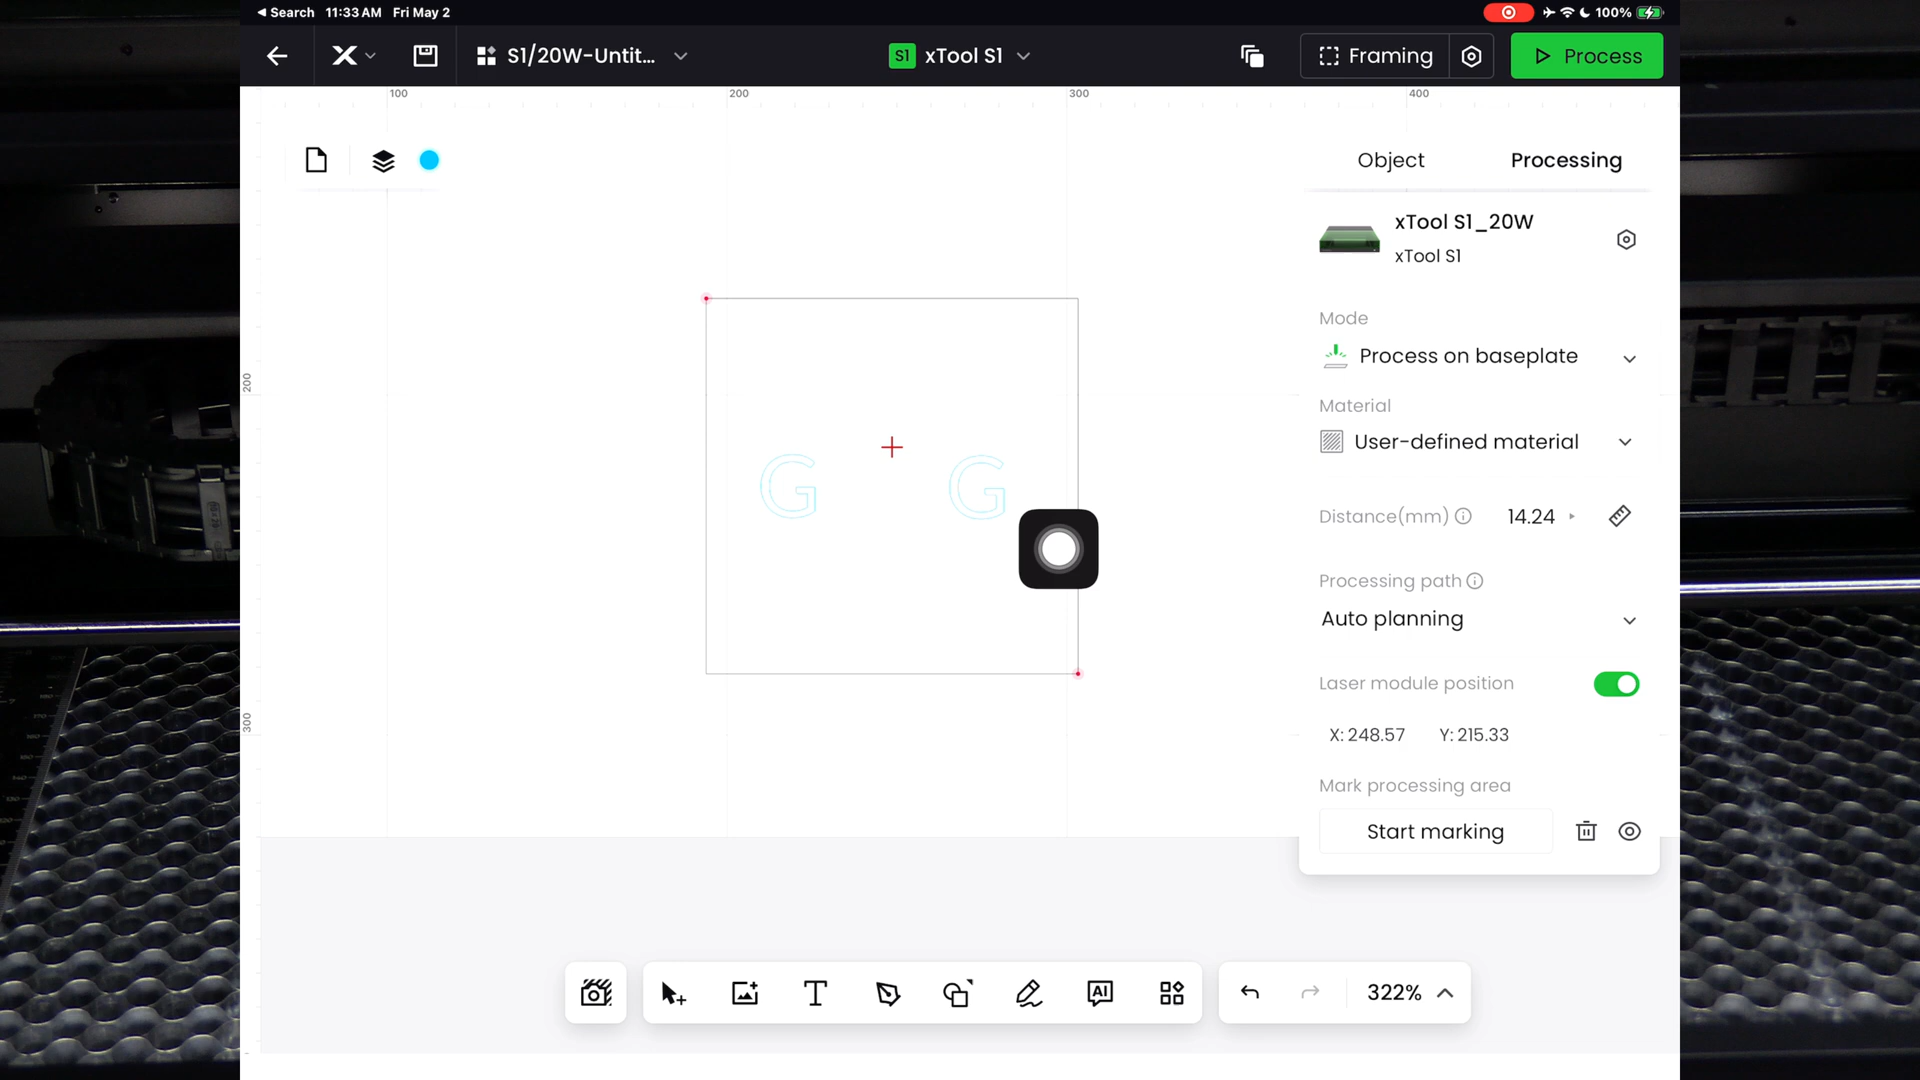 Search 11:33 AM Fri May 2
100%
S1/20W-Untit...
S1 xTool S1
Framing
Process
100 200 300 400
Object Processing
xTool S1_20W
xTool S1
Mode
Process on baseplate
200
Material
User-defined material
G G
Distance(mm) 14.24
Processing path
Auto planning
Laser module position
300
X: 248.57 Y: 215.33
Mark processing area
Start marking
T AI 322%